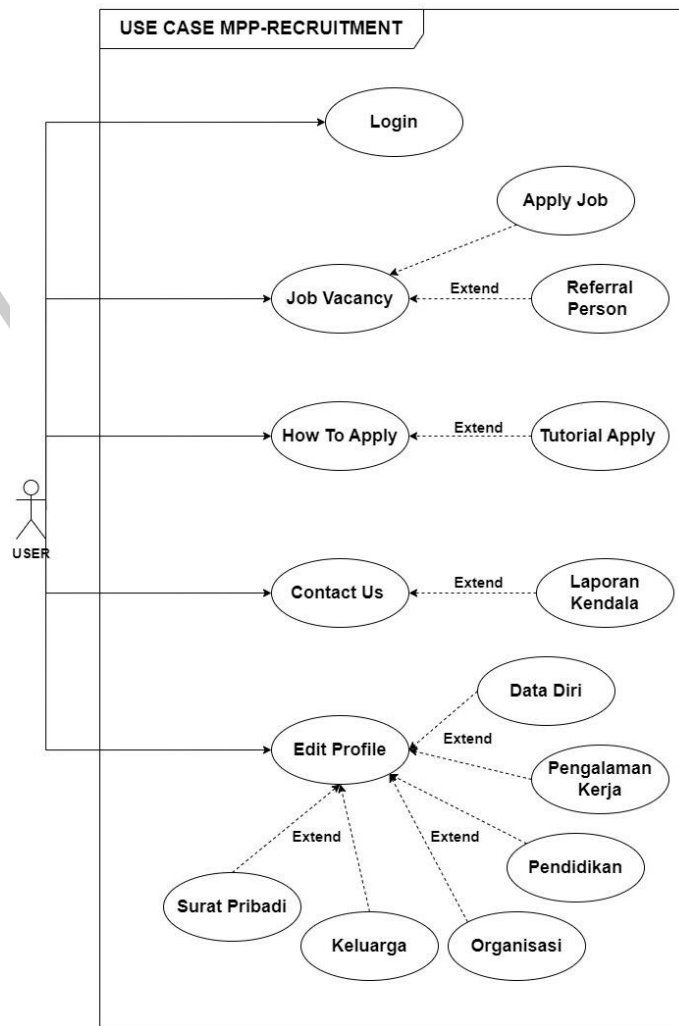 USE CASE MPP-RECRUITMENT
Login
Apply Job
Job Vacancy
Extend
Referral
Person
How To Apply
Extend
Tutorial Apply
USER
Contact Us
Extend
Laporan
Kendala
Data Diri
Edit Profile
Extend
Pengalaman
Kerja
Extend
Extend
Pendidikan
Surat Pribadi
Keluarga
Organisasi